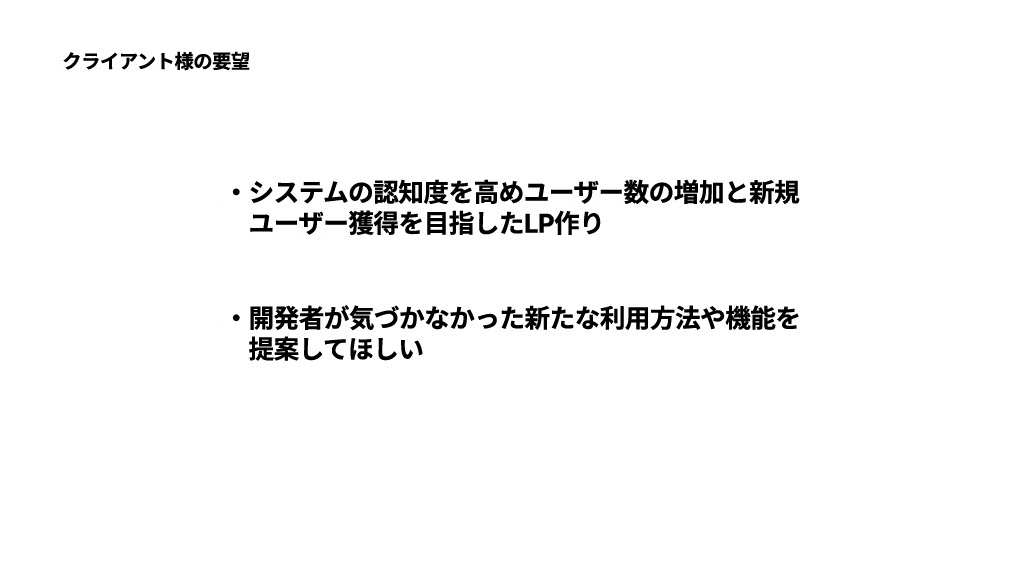 クライアント様の要望
・システムの認知度を高めユーザー数の増加と新規
ユーザー獲得を目指したLP作り
・開発者が気づかなかった新たな利用方法や機能を
提案してほしい